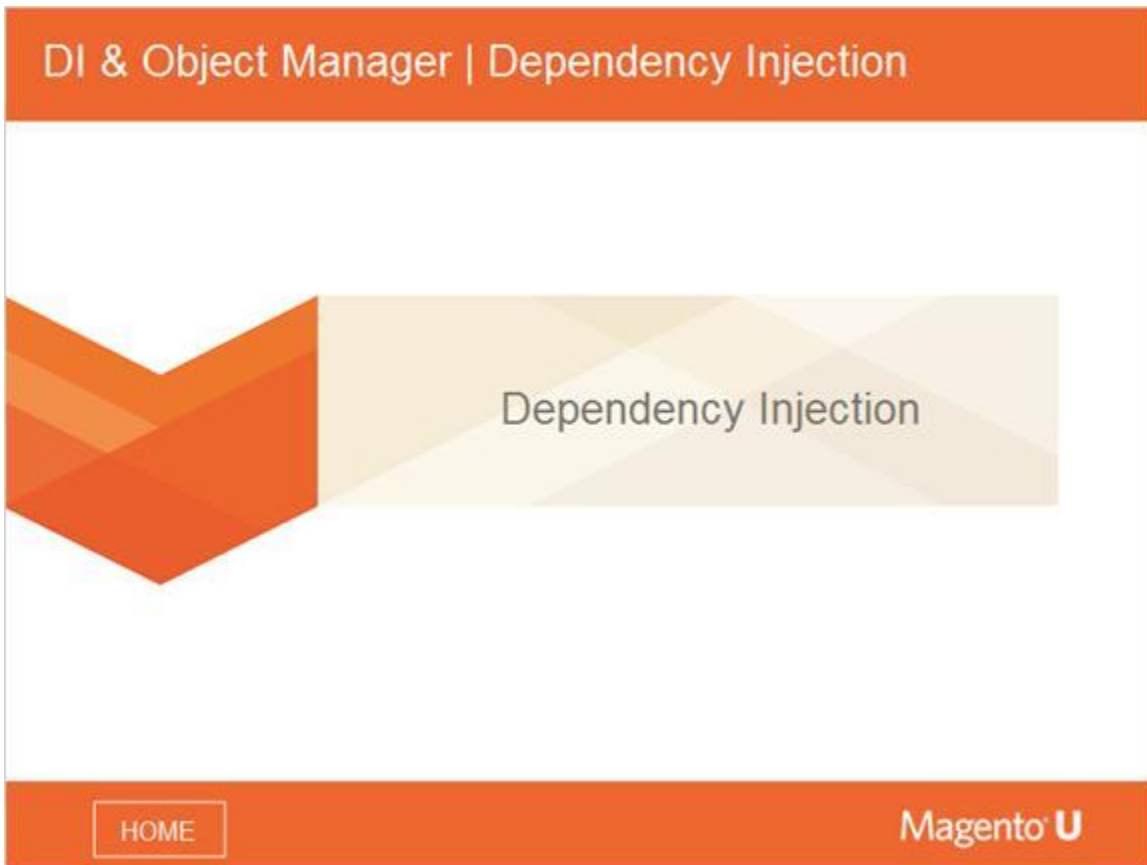 DI & Object Manager | Dependency Injection
Dependency Injection
HOME
Magento U